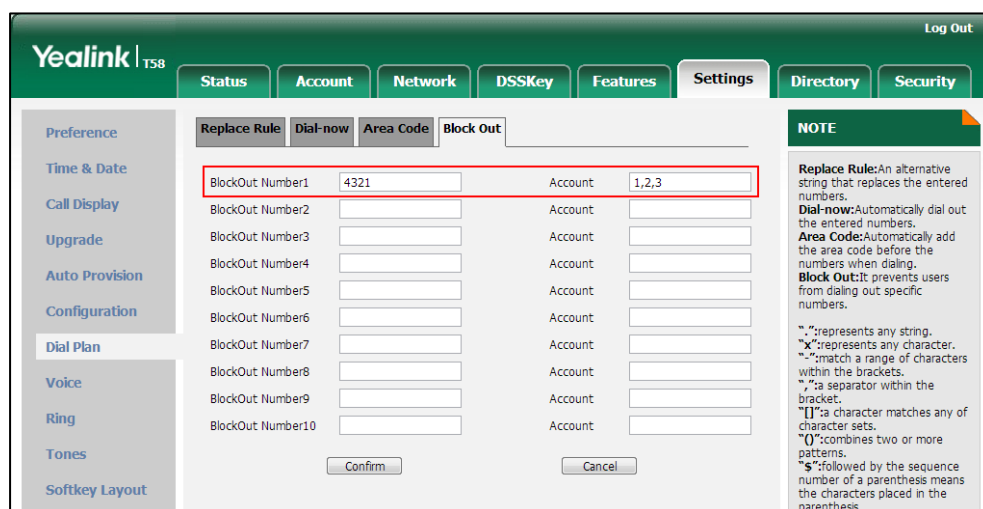 Log Out
Yealink | T58
Status Account Network DSSKey Features Settings Directory Security
Preference
Time & Date
Call Display
Upgrade
Auto Provision
Configuration
Dial Plan
Voice
Ring
Tones
Softkey Layout
Replace Rule Dial-now Area Code Block Out
BlockOut Number1 4321 Account 1,2,3
BlockOut Number2 Account
BlockOut Number3 Account
BlockOut Number4 Account
BlockOut Number5 Account
BlockOut Number6 Account
BlockOut Number7 Account
BlockOut Number8 Account
BlockOut Number9 Account
BlockOut Number10 Account
Confirm Cancel
NOTE
Replace Rule:An alternative
string that replaces the entered
numbers.
Dial-now:Automatically dial out
the entered numbers.
Area Code:Automatically add
the area code before the
numbers when dialing.
Block Out:It prevents users
from dialing out specific
numbers.
".":represents any string.
"x":represents any character.
"-":match a range of characters
within the brackets.
",":a separator within the
bracket.
"[]":a character matches any of
character sets.
"()":combines two or more
patterns.
"$":followed by the sequence
number of a parenthesis means
the characters placed in the
parenthesis.